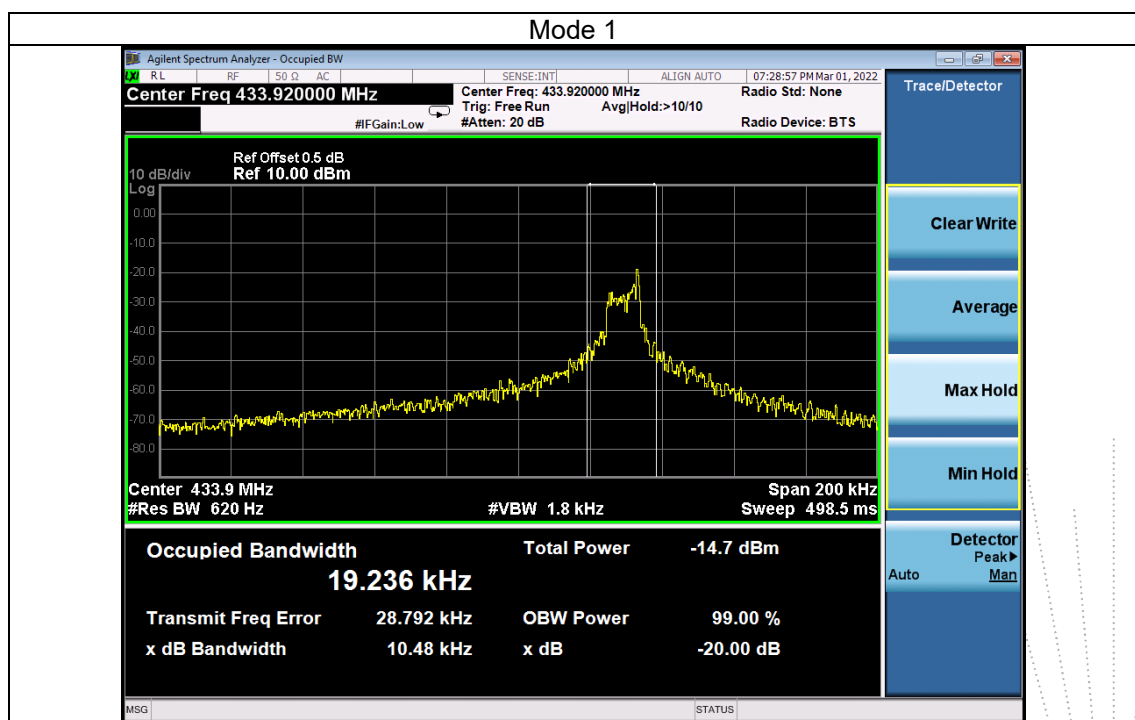 Mode 1
Agilent Spectrum Analyzer - Occupied BW
LXI RL RF 50 Ω AC SENSE:INT ALIGN AUTO 07:28:57 PM Mar 01, 2022
Center Freq 433.920000 MHz
Center Freq: 433.920000 MHz Radio Std: None
Trig: Free Run Avg|Hold:>10/10
#IFGain:Low #Atten: 20 dB Radio Device: BTS
Trace/Detector
Ref Offset 0.5 dB
10 dB/div Ref 10.00 dBm
Log
0.00
-10.0
-20.0
-30.0
-40.0
-50.0
-60.0
-70.0
-80.0
Center 433.9 MHz Span 200 kHz
#Res BW 620 Hz #VBW 1.8 kHz Sweep 498.5 ms
Clear Write
Average
Max Hold
Min Hold
Detector
Peak▶
Auto Man
Occupied Bandwidth Total Power -14.7 dBm
19.236 kHz
Transmit Freq Error 28.792 kHz OBW Power 99.00 %
x dB Bandwidth 10.48 kHz x dB -20.00 dB
MSG STATUS